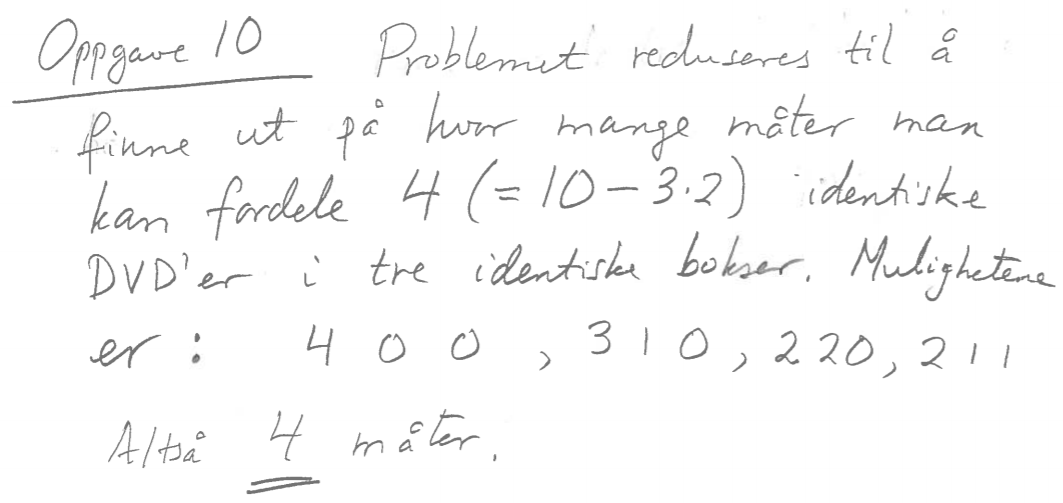 Oppgave 10 Problemet reduseres til å
finne ut på hvor mange måter man
kan fordele 4 (=10-3·2) identiske
DVD'er i tre identiske bokser. Mulighetene
er : 4 0 0 , 3 1 0 , 2 2 0 , 2 1 1
Altså 4 måter.